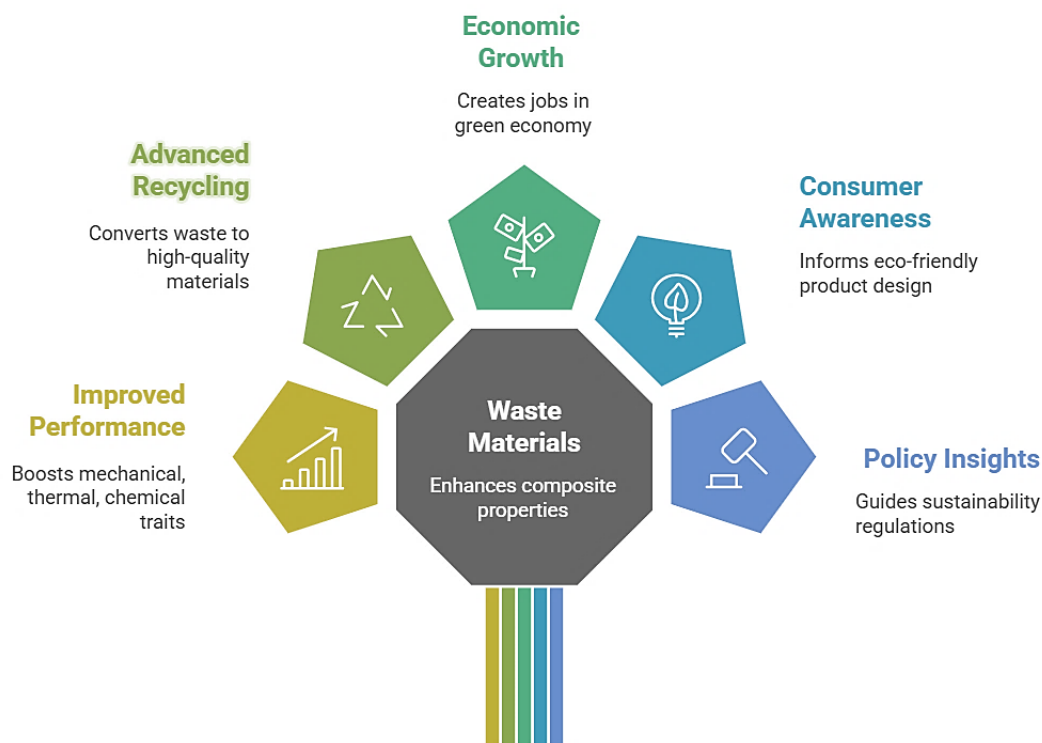 Economic
Growth
Creates jobs in
green economy
Advanced
Recycling
Converts waste to
high-quality
materials
Consumer
Awareness
Informs eco-friendly
product design
Improved
Performance
Boosts mechanical,
thermal, chemical
traits
Waste
Materials
Enhances composite
properties
Policy Insights
Guides sustainability
regulations